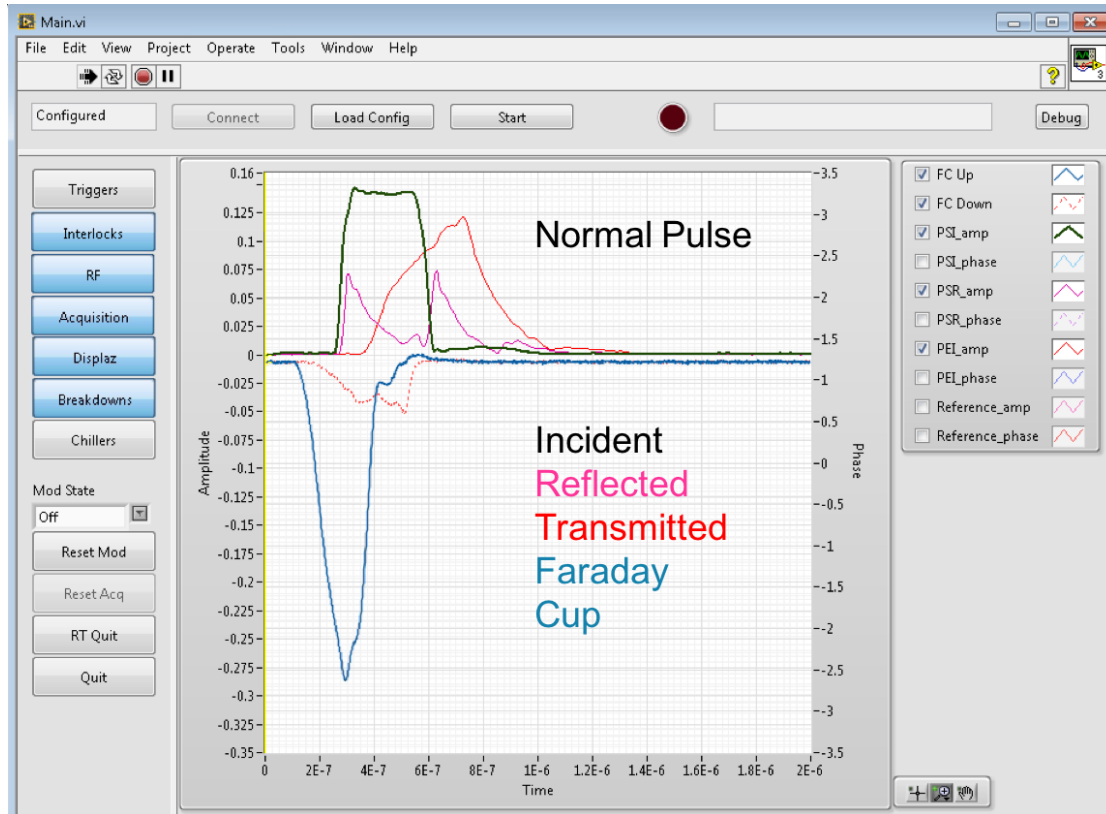 Main.vi
File Edit View Project Operate Tools Window Help
3
Configured Connect Load Config Start Debug
Triggers
Interlocks
RF
Acquisition
Displaz
Breakdowns
Chillers
Mod State
Off
Reset Mod
Reset Acq
RT Quit
Quit
Normal Pulse
Incident
Reflected
Transmitted
Faraday
Cup
Amplitude
0.16
0.125
0.1
0.075
0.05
0.025
0
-0.025
-0.05
-0.075
-0.1
-0.125
-0.15
-0.175
-0.2
-0.225
-0.25
-0.275
-0.3
-0.325
-0.35
0 2E-7 4E-7 6E-7 8E-7 1E-6 1.2E-6 1.4E-6 1.6E-6 1.8E-6 2E-6
Time
3.5
3
2.5
2
1.5
1
0.5
-0
-0.5
-1
-1.5
-2
-2.5
-3
-3.5
Phase
FC Up
FC Down
PSI_amp
PSI_phase
PSR_amp
PSR_phase
PEI_amp
PEI_phase
Reference_amp
Reference_phase